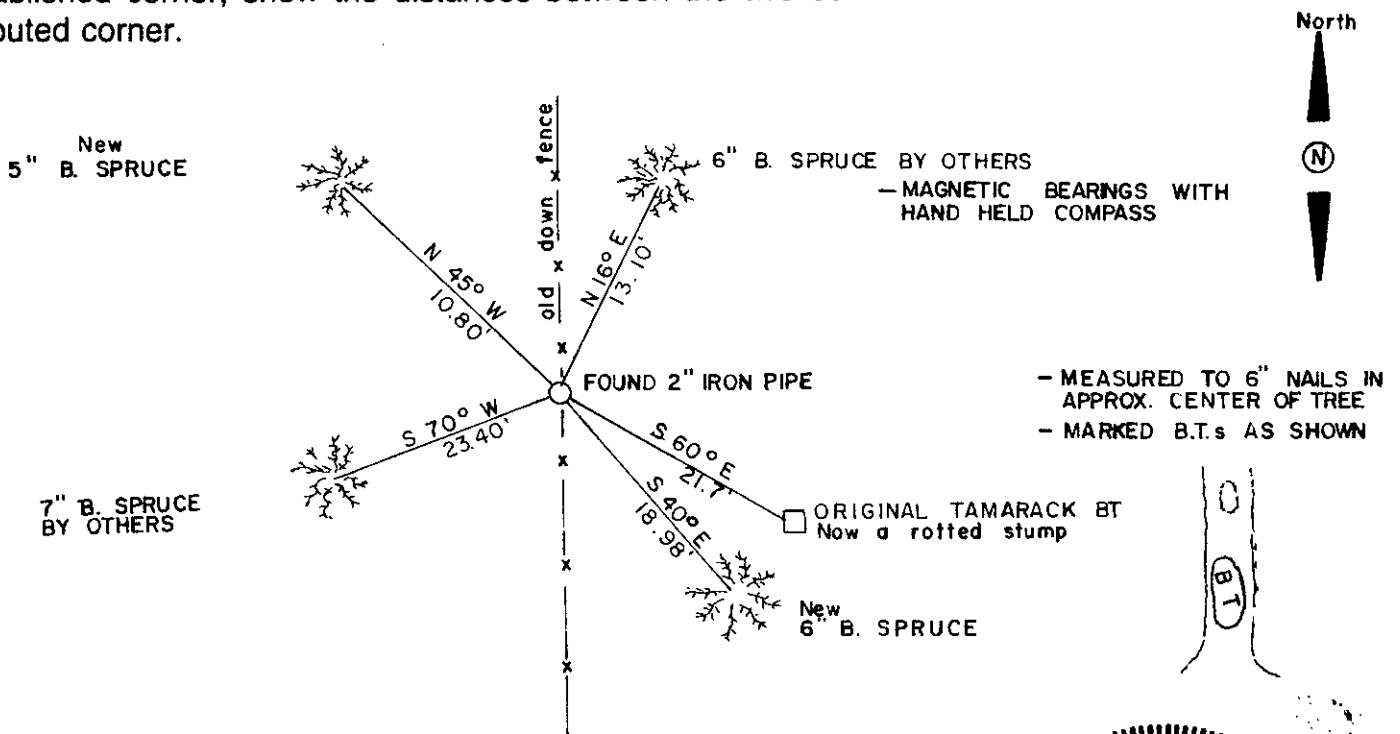 outed corner.
North
N
New
5" B. SPRUCE
old down fence
6" B. SPRUCE BY OTHERS
- MAGNETIC BEARINGS WITH
HAND HELD COMPASS
N 45° W
10.80'
N 16° E
13.10'
FOUND 2" IRON PIPE
- MEASURED TO 6" NAILS IN
APPROX. CENTER OF TREE
- MARKED B.T.s AS SHOWN
S 70° W
23.40'
S 60° E
21.7'
S 40° E
18.98'
7" B. SPRUCE
BY OTHERS
ORIGINAL TAMARACK BT
Now a rotted stump
New
6" B. SPRUCE
BT